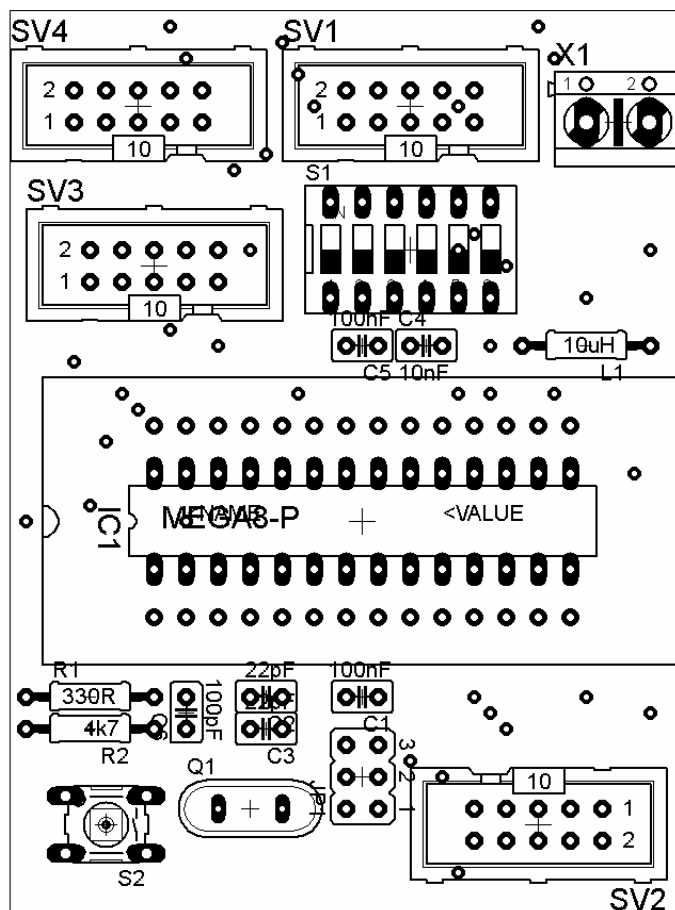 SV4
SV1
X1
2
1
10
2
1
10
1 2
S1
SV3
2
1
10
100nF C4
10uH
C5 10nF L1
IC1
MEGA8-P
<VALUE
R1
22pF
100nF
330R
100pF
4k7
R2
C3
C1
Q1
JP1
3
2
1
10
1
2
S2
SV2